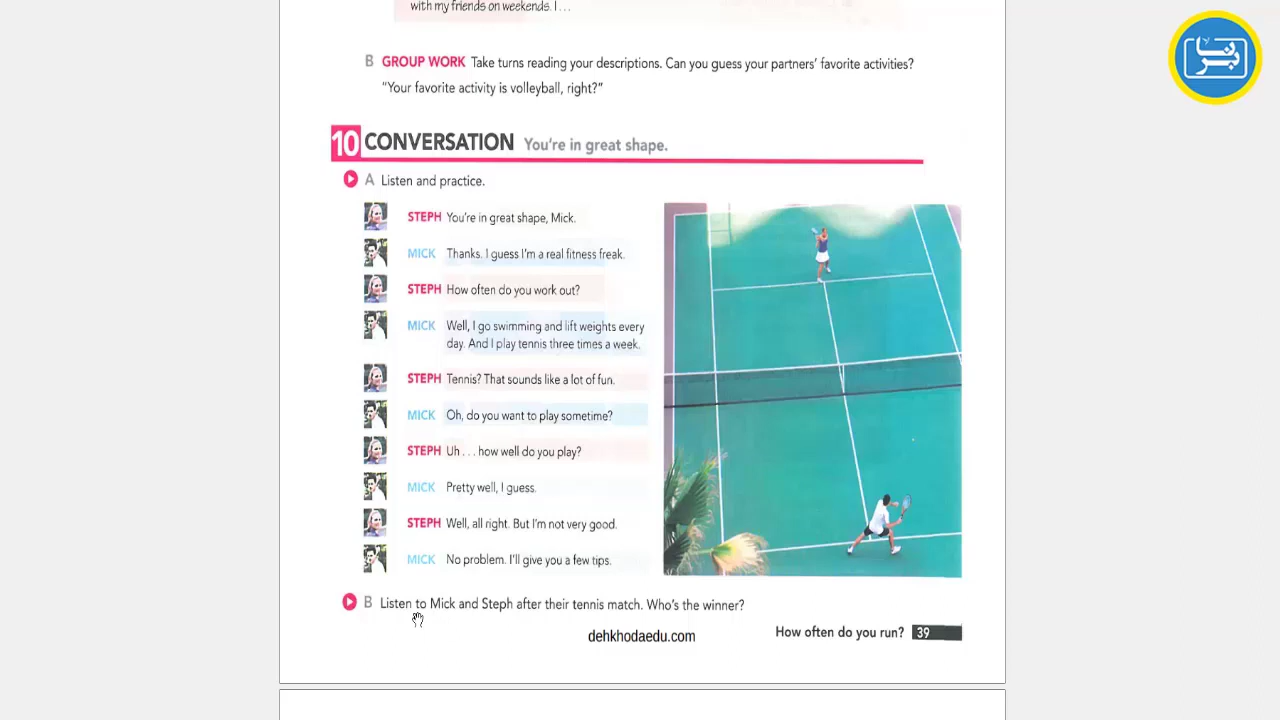 with my friends on weekends. I . . .
B GROUP WORK Take turns reading your descriptions. Can you guess your partners' favorite activities?
"Your favorite activity is volleyball, right?"
10 CONVERSATION You're in great shape.
A Listen and practice.
STEPH You're in great shape, Mick.
MICK Thanks. I guess I'm a real fitness freak.
STEPH How often do you work out?
MICK Well, I go swimming and lift weights every
day. And I play tennis three times a week.
STEPH Tennis? That sounds like a lot of fun.
MICK Oh, do you want to play sometime?
STEPH Uh . . . how well do you play?
MICK Pretty well, I guess.
STEPH Well, all right. But I'm not very good.
MICK No problem. I'll give you a few tips.
B Listen to Mick and Steph after their tennis match. Who's the winner?
dehkhodaedu.com
How often do you run? 39